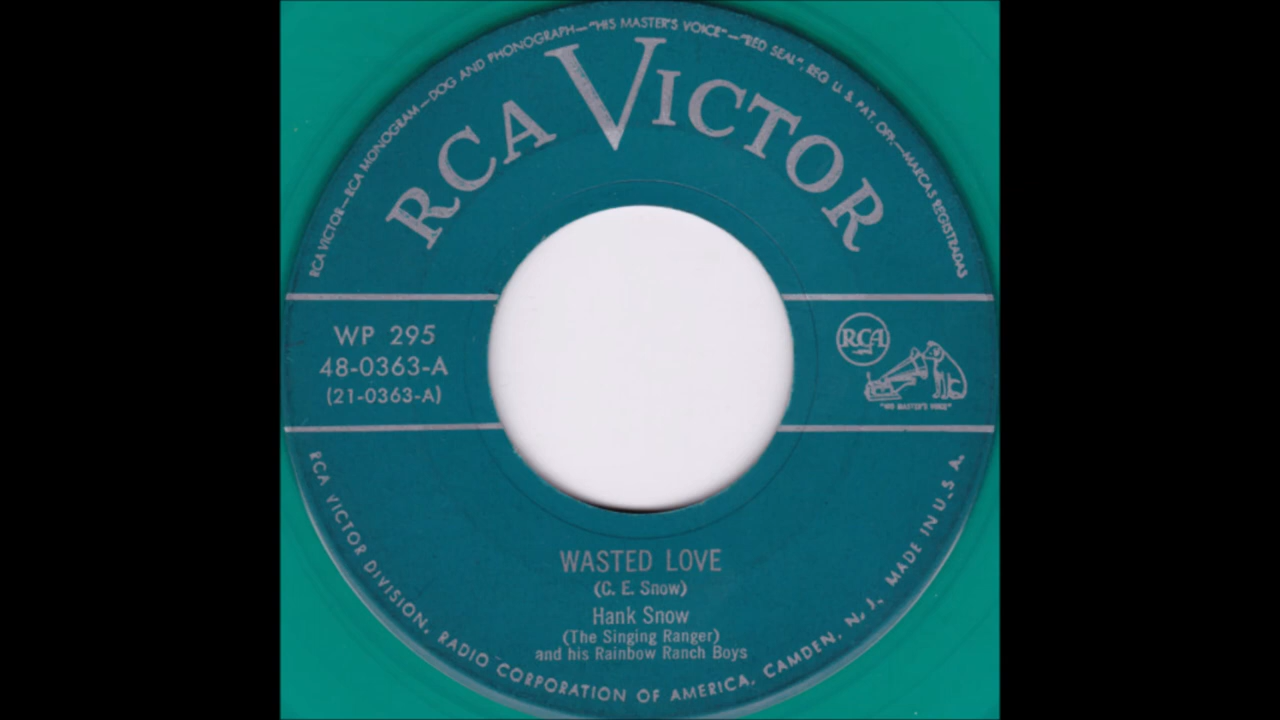 RCA VICTOR—RCA MONOGRAM—DOG AND PHONOGRAPH—"HIS MASTER'S VOICE"—"RED SEAL", REG U. S. PAT. OFF.—MARCAS REGISTRADAS
RCA VICTOR
WP 295
48-0363-A
(21-0363-A)
RCA
"HIS MASTER'S VOICE"
WASTED LOVE
(C. E. Snow)
Hank Snow
(The Singing Ranger)
and his Rainbow Ranch Boys
RCA VICTOR DIVISION, RADIO CORPORATION OF AMERICA, CAMDEN, N. J., MADE IN U. S. A.